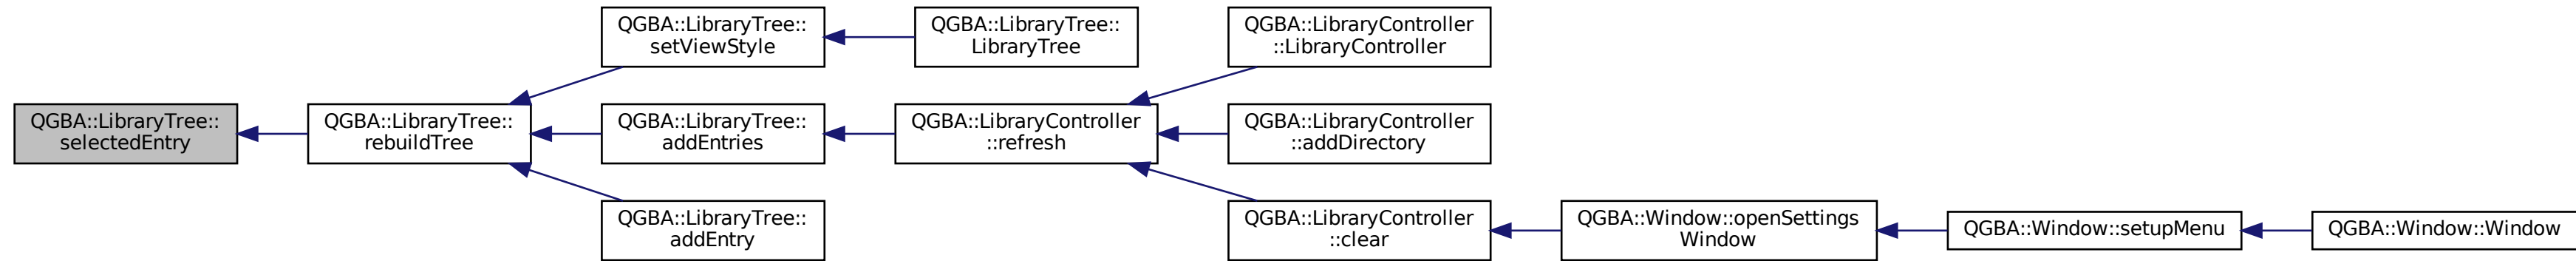 QGBA::LibraryTree::
selectedEntry
QGBA::LibraryTree::
rebuildTree
QGBA::LibraryTree::
setViewStyle
QGBA::LibraryTree::
LibraryTree
QGBA::LibraryTree::
addEntries
QGBA::LibraryController
::refresh
QGBA::LibraryController
::LibraryController
QGBA::LibraryController
::addDirectory
QGBA::LibraryController
::clear
QGBA::Window::openSettings
Window
QGBA::Window::setupMenu
QGBA::Window::Window
QGBA::LibraryTree::
addEntry